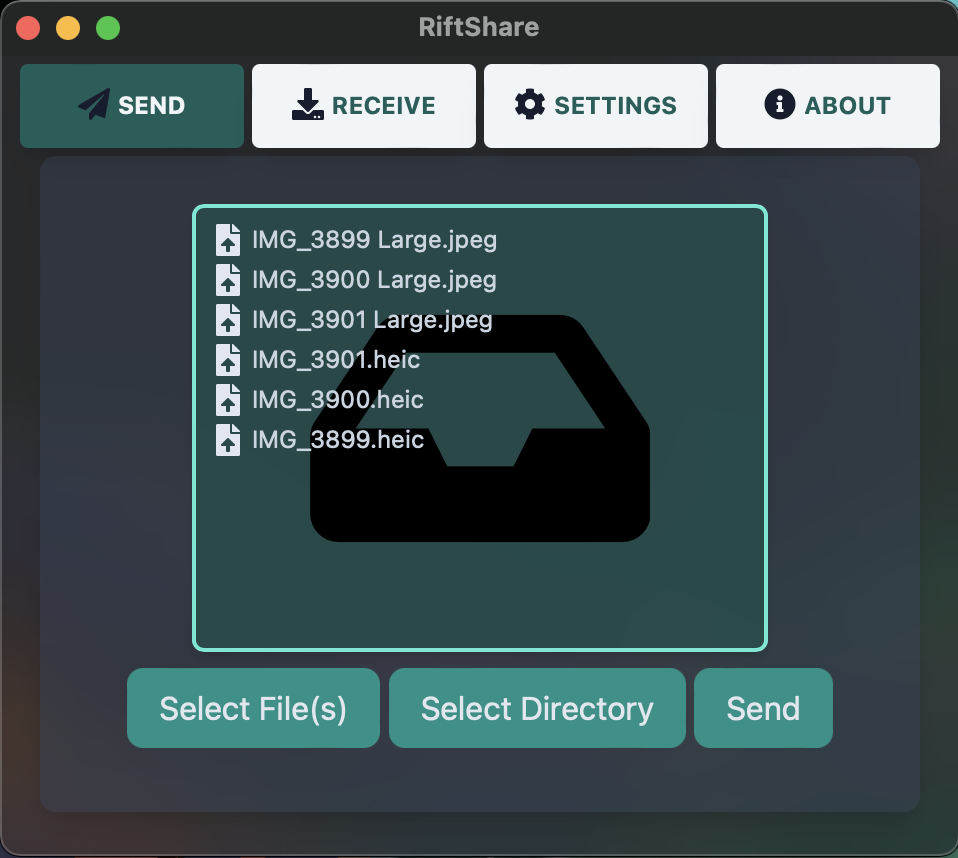 RiftShare
SEND
RECEIVE
SETTINGS
ABOUT
IMG_3899 Large.jpeg
IMG_3900 Large.jpeg
IMG_3901 Large.jpeg
IMG_3901.heic
IMG_3900.heic
IMG_3899.heic
Select File(s)
Select Directory
Send